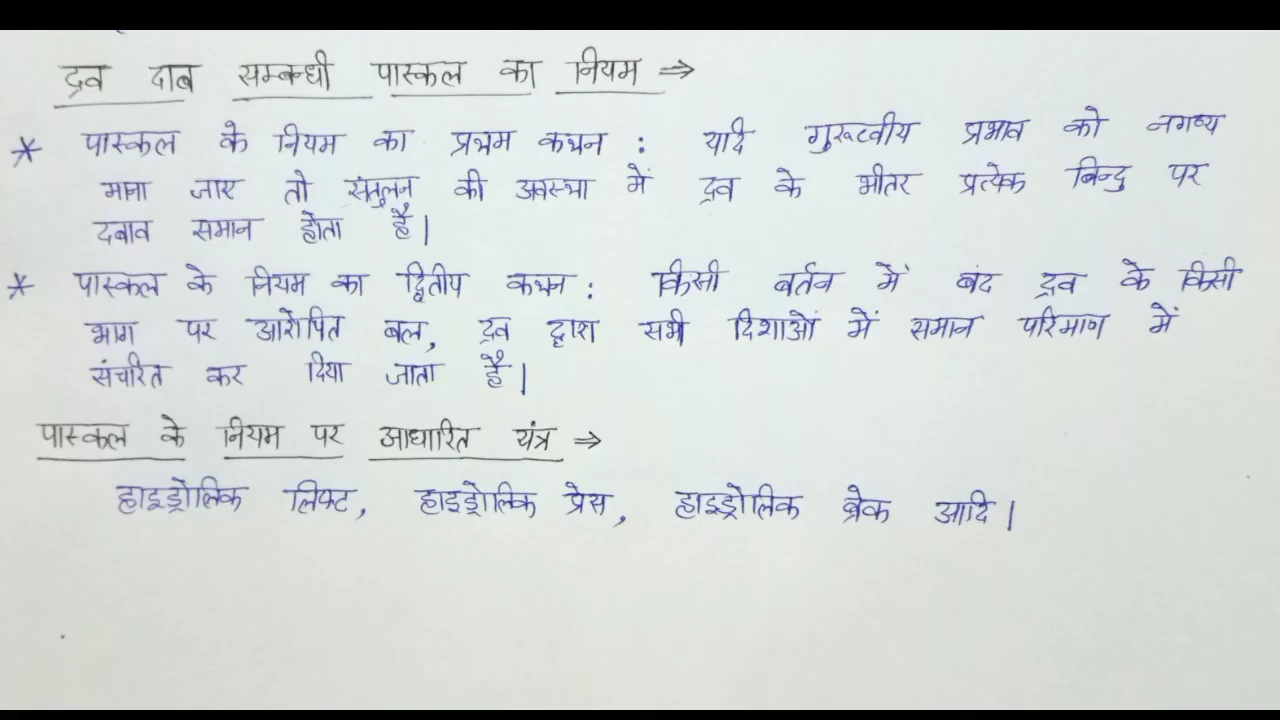 द्रव दाब सम्बन्धी पास्कल का नियम ⇒
* पास्कल के नियम का प्रथम कथन : यदि गुरूत्वीय प्रभाव को नगण्य
माना जाए तो संतुलन की अवस्था में द्रव के भीतर प्रत्येक बिन्दु पर
दबाव समान होता है।
* पास्कल के नियम का द्वितीय कथन : किसी बर्तन में बंद द्रव के किसी
भाग पर आरोपित बल, द्रव द्वारा सभी दिशाओं में समान परिमाण में
संचरित कर दिया जाता है।
पास्कल के नियम पर आधारित यंत्र ⇒
हाइड्रोलिक लिफ्ट, हाइड्रोलिक प्रेस, हाइड्रोलिक ब्रेक आदि।